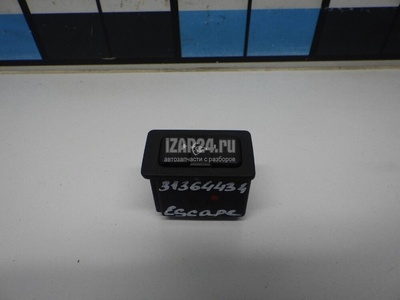 IZAP24.ru
автозапчасти с разборов
31364434
Escape